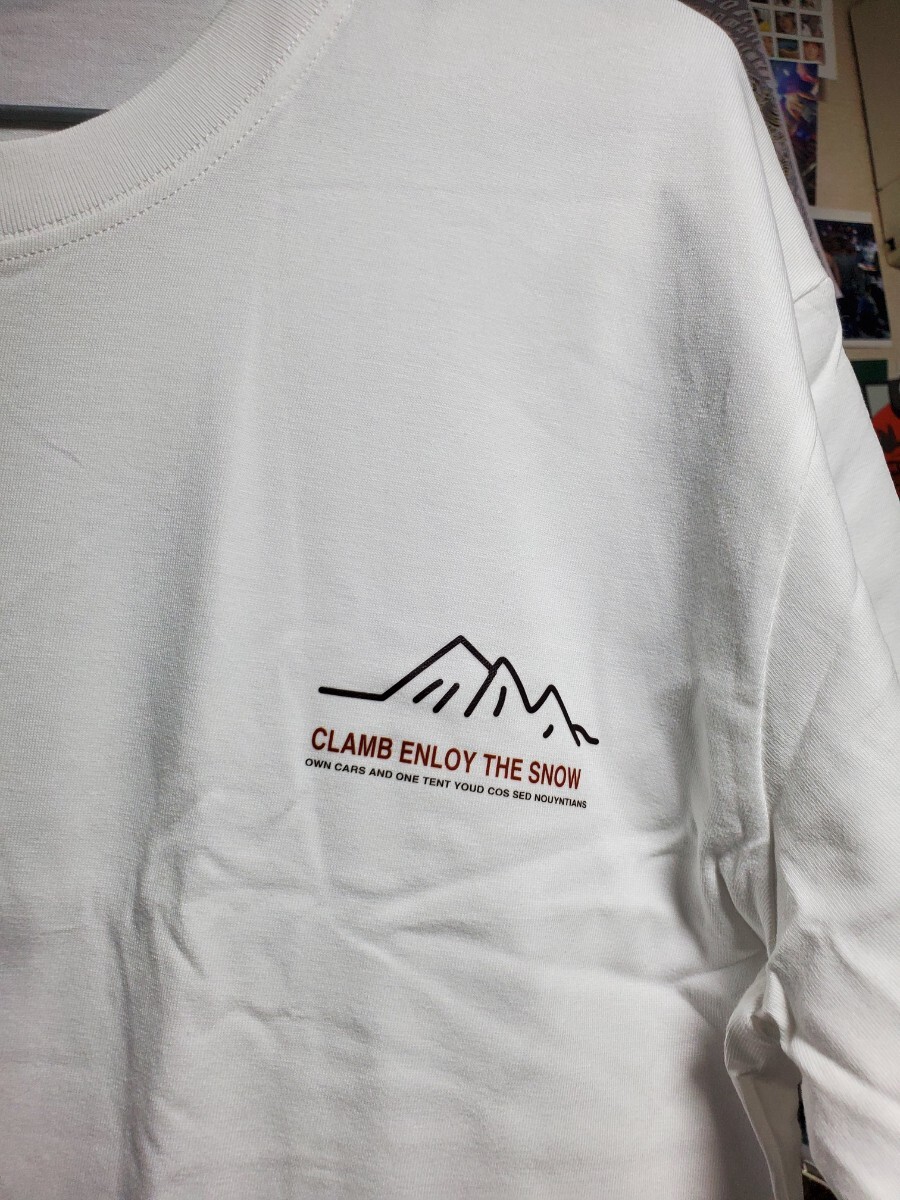 CLAMB ENLOY THE SNOW
OWN CARS AND ONE TENT YOUD COS SED NOUYNTIANS